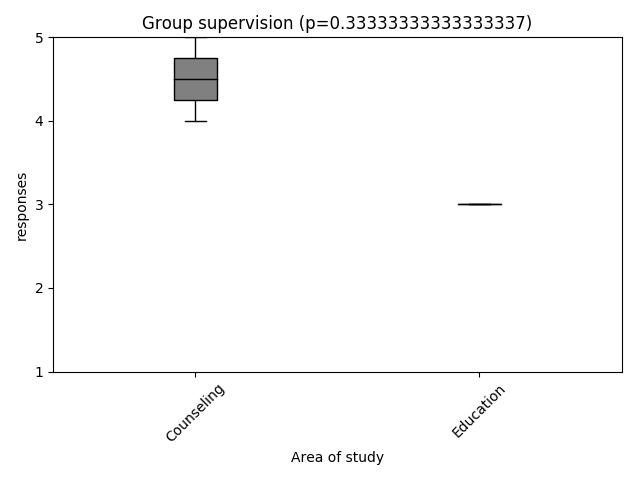 Group supervision (p=0.33333333333333337)
5
4
3
2
1
responses
Counseling
Education
Area of study